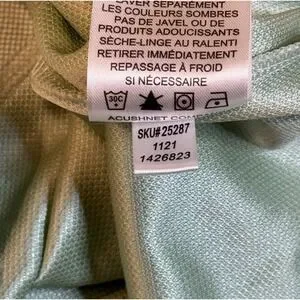 LAVER SÉPARÉMENT
LES COULEURS SOMBRES
PAS DE JAVEL OU DE
PRODUITS ADOUCISSANTS
SÈCHE-LINGE AU RALENTI
RETIRER IMMÉDIATEMENT
REPASSAGE À FROID
SI NÉCESSAIRE
30C
ACUSHNET COM
SKU#25287
1121
1426823